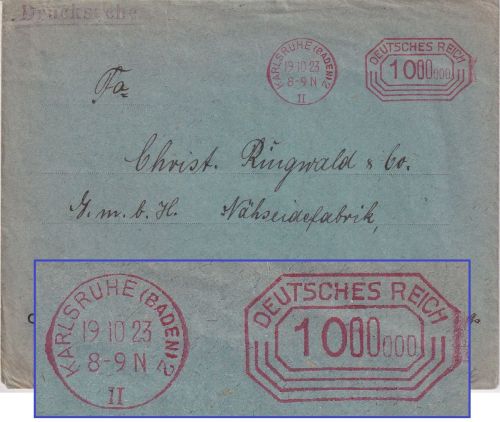 Drucksache
KARLSRUHE (BADEN) 2
19 10 23
8-9 N
II
DEUTSCHES REICH
1000000
Fa
Christ. Ringwald & Co.
G. m. b. H. Nähseidefabrik,
KARLSRUHE (BADEN) 2
19 10 23
8-9 N
II
DEUTSCHES REICH
1000000